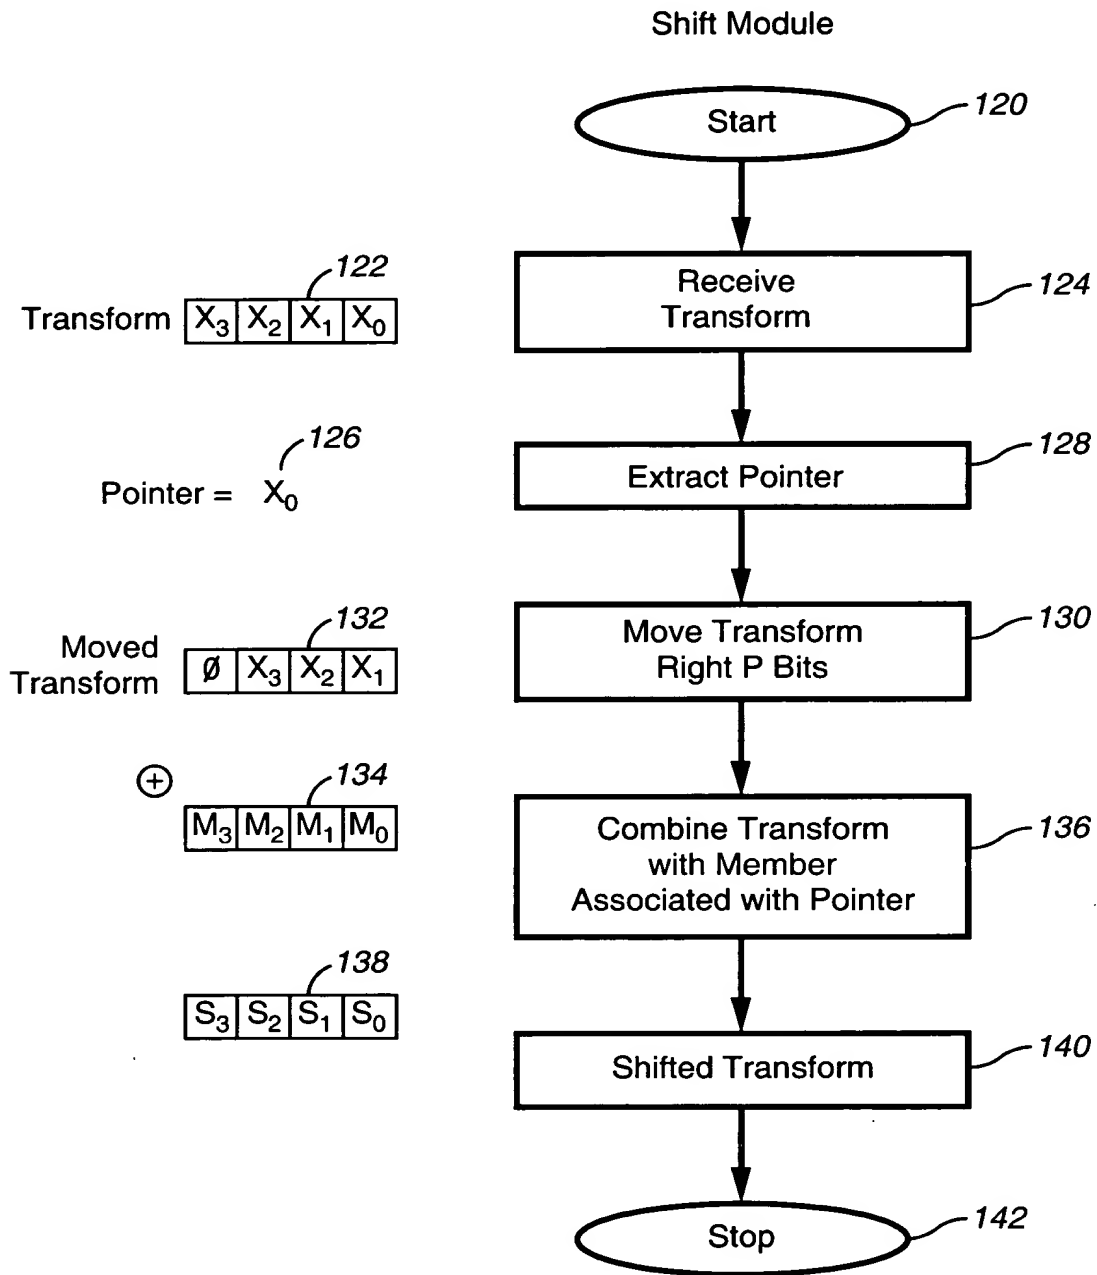 Shift Module
Start
120
122
Transform
X3 X2 X1 X0
Receive
Transform
124
126
Pointer = X0
Extract Pointer
128
132
Moved
Transform
Ø X3 X2 X1
Move Transform
Right P Bits
130
+
134
M3 M2 M1 M0
Combine Transform
with Member
Associated with Pointer
136
138
S3 S2 S1 S0
Shifted Transform
140
Stop
142